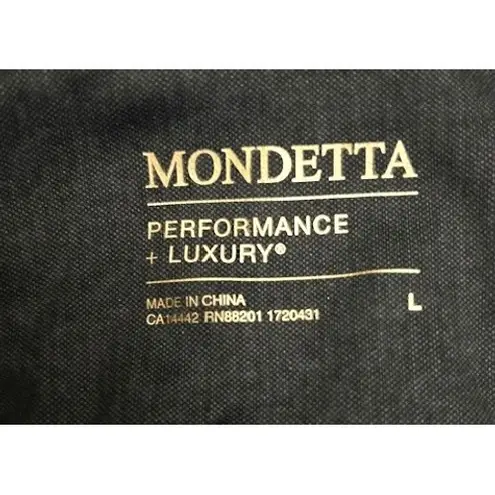 MONDETTA
PERFORMANCE
+ LUXURY®
MADE IN CHINA
CA14442 RN88201 1720431
L